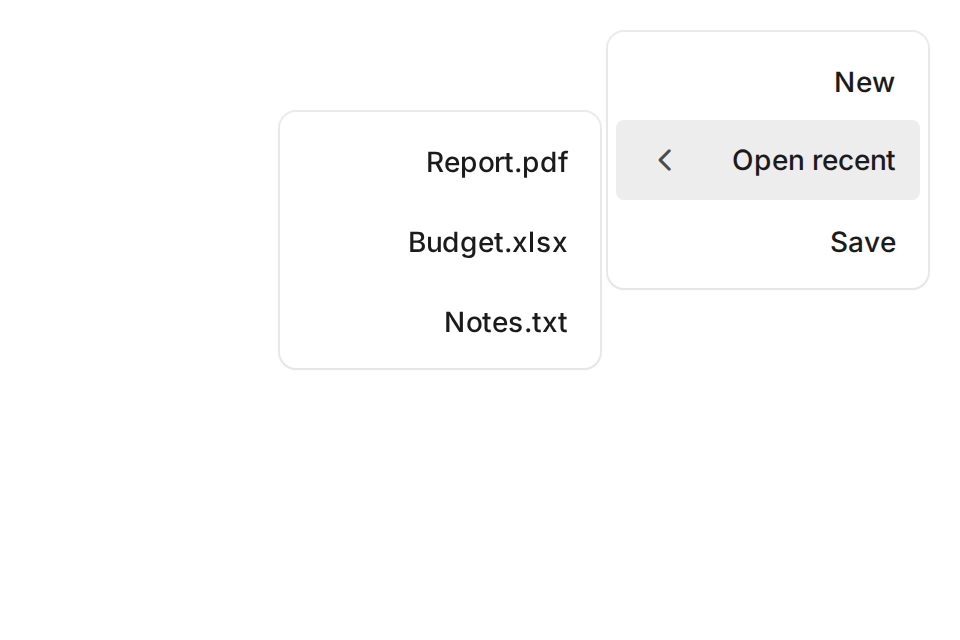 New
Open recent
Save
Report.pdf
Budget.xlsx
Notes.txt